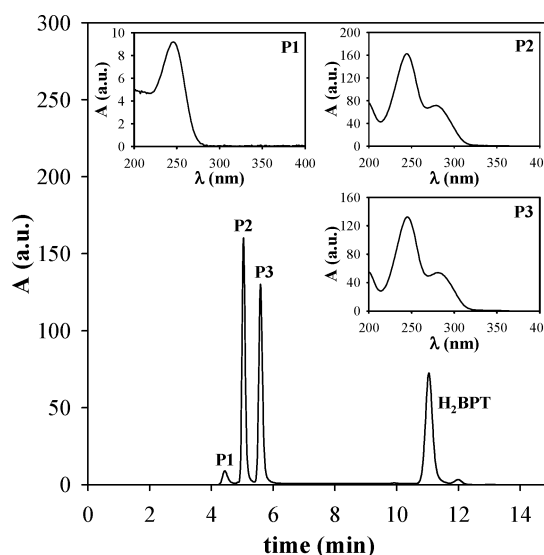 300
250
200
150
100
50
0
A (a.u.)
0 2 4 6 8 10 12 14
time (min)
P1
P2
P3
H₂BPT
P1
10
8
6
4
2
0
A (a.u.)
200 250 300 350 400
λ (nm)
P2
200
160
120
80
40
0
A (a.u.)
200 250 300 350 40
λ (nm)
P3
160
120
80
40
0
A (a.u.)
200 250 300 350 40
λ (nm)